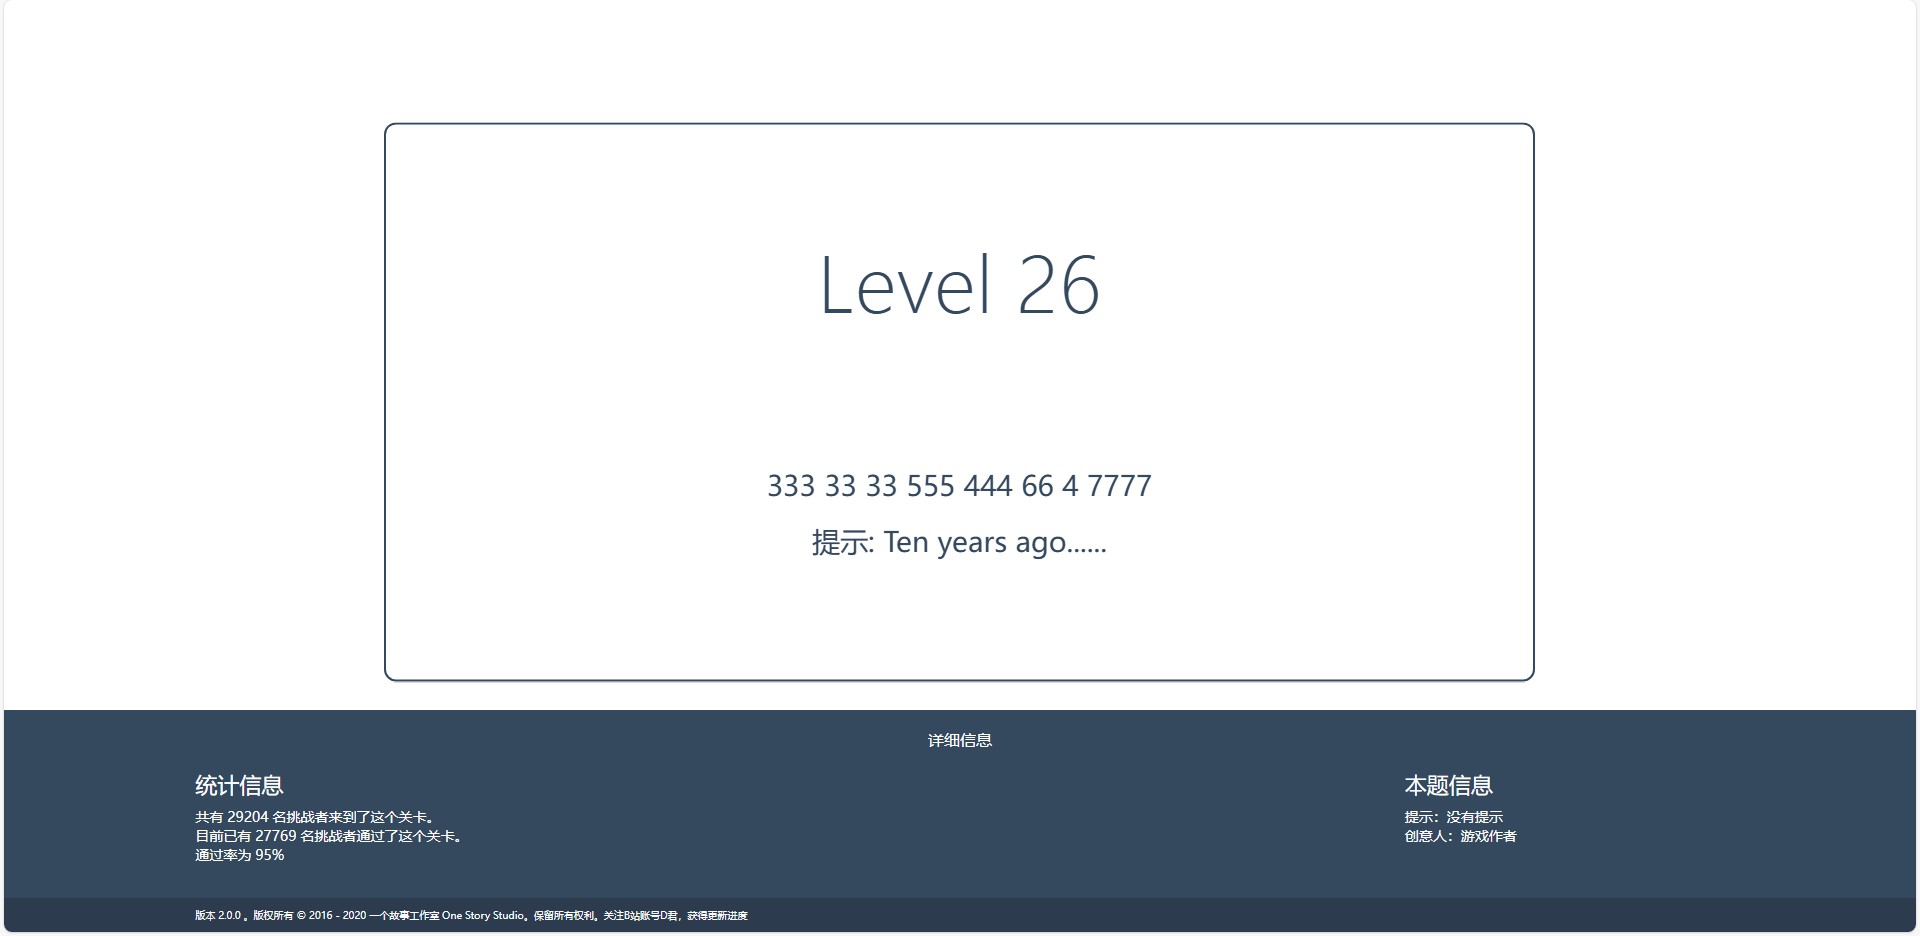 Level 26
333 33 33 555 444 66 4 7777
提示: Ten years ago......
详细信息
统计信息
共有 29204 名挑战者来到了这个关卡。
目前已有 27769 名挑战者通过了这个关卡。
通过率为 95%
本题信息
提示：没有提示
创意人：游戏作者
版本 2.0.0 。版权所有 © 2016 - 2020 一个故事工作室 One Story Studio。保留所有权利。关注B站账号D君，获得更新进度